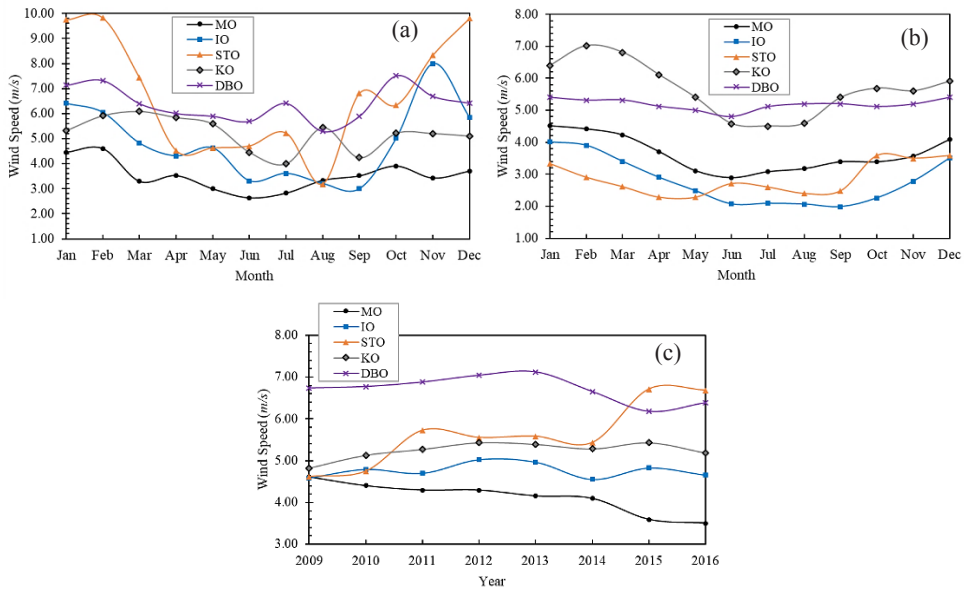 (a)
MO
IO
STO
KO
DBO
10.00
9.00
8.00
7.00
6.00
5.00
4.00
3.00
2.00
1.00
Wind Speed (m/s)
Jan Feb Mar Apr May Jun Jul Aug Sep Oct Nov Dec
Month
(b)
MO
IO
STO
KO
DBO
8.00
7.00
6.00
5.00
4.00
3.00
2.00
1.00
Wind Speed (m/s)
Jan Feb Mar Apr May Jun Jul Aug Sep Oct Nov Dec
Month
(c)
MO
IO
STO
KO
DBO
8.00
7.00
6.00
5.00
4.00
3.00
Wind Speed (m/s)
2009 2010 2011 2012 2013 2014 2015 2016
Year